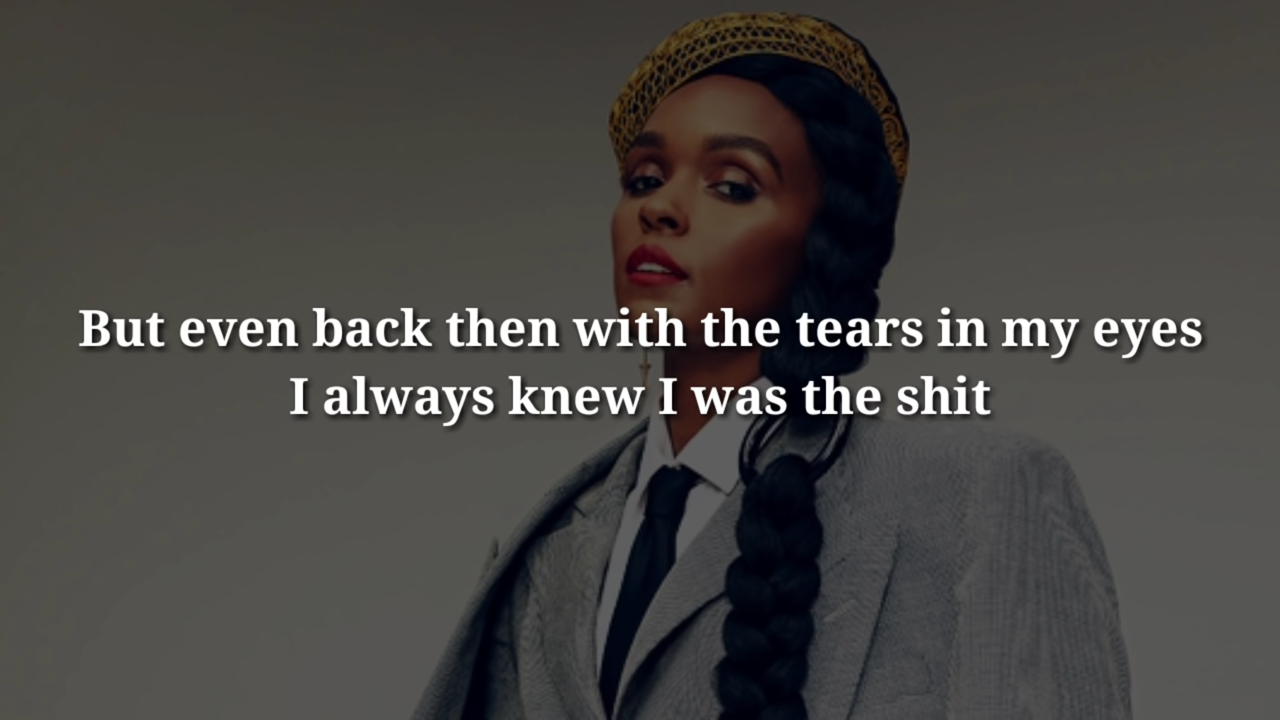 But even back then with the tears in my eyes
I always knew I was the shit